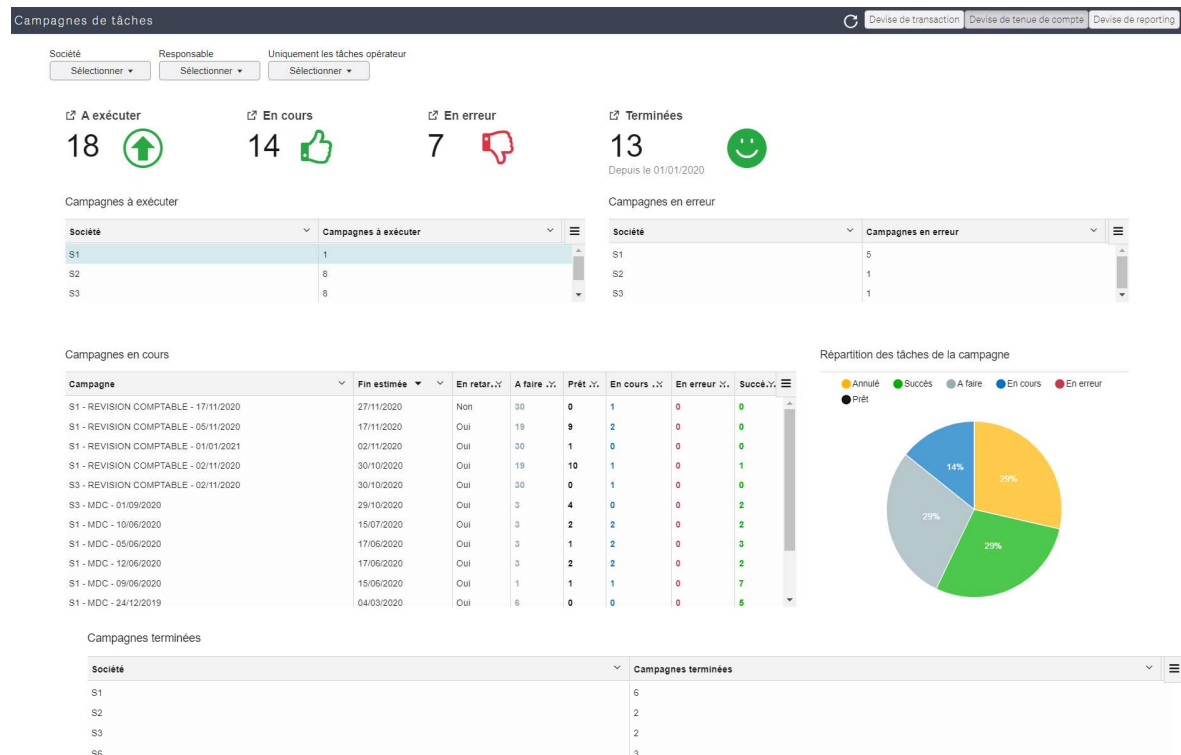 Campagnes de tâches
Devise de transaction Devise de tenue de compte Devise de reporting
Société Responsable Uniquement les tâches opérateur
Sélectionner Sélectionner Sélectionner
A exécuter En cours En erreur Terminées
18 14 7 13
Depuis le 01/01/2020
Campagnes à exécuter Campagnes en erreur
Société Campagnes à exécuter Société Campagnes en erreur
S1 1 S1 5
S2 8 S2 1
S3 8 S3 1
Campagnes en cours Répartition des tâches de la campagne
Campagne Fin estimée En retar... A faire ... Prêt ... En cours ... En erreur ... Succè...
Annulé Succès A faire En cours En erreur
Prêt
S1 - REVISION COMPTABLE - 17/11/2020 27/11/2020 Non 30 0 1 0 0
S1 - REVISION COMPTABLE - 05/11/2020 17/11/2020 Oui 19 9 2 0 0
S1 - REVISION COMPTABLE - 01/01/2021 02/11/2020 Oui 30 1 0 0 0
S1 - REVISION COMPTABLE - 02/11/2020 30/10/2020 Oui 19 10 1 0 1
S3 - REVISION COMPTABLE - 02/11/2020 30/10/2020 Oui 30 0 1 0 0
S3 - MDC - 01/09/2020 29/10/2020 Oui 3 4 0 0 2
S1 - MDC - 10/06/2020 15/07/2020 Oui 3 2 2 0 2
S1 - MDC - 05/06/2020 17/06/2020 Oui 3 1 2 0 3
S1 - MDC - 12/06/2020 17/06/2020 Oui 3 2 2 0 2
S1 - MDC - 09/06/2020 15/06/2020 Oui 1 1 1 0 7
S1 - MDC - 24/12/2019 04/03/2020 Oui 6 0 0 0 5
14% 29%
29%
29%
Campagnes terminées
Société Campagnes terminées
S1 6
S2 2
S3 2
S6 3